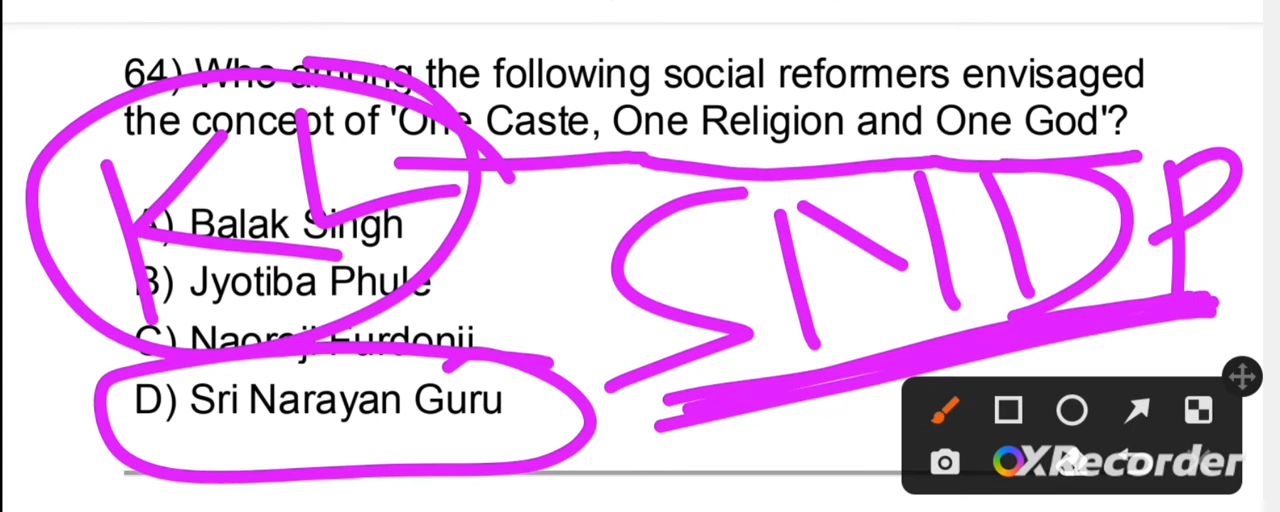 64) Who among the following social reformers envisaged
the concept of 'One Caste, One Religion and One God'?
KL
SNDP
A) Balak Singh
B) Jyotiba Phule
C) Naoroji Furdonji
D) Sri Narayan Guru
XRecorder